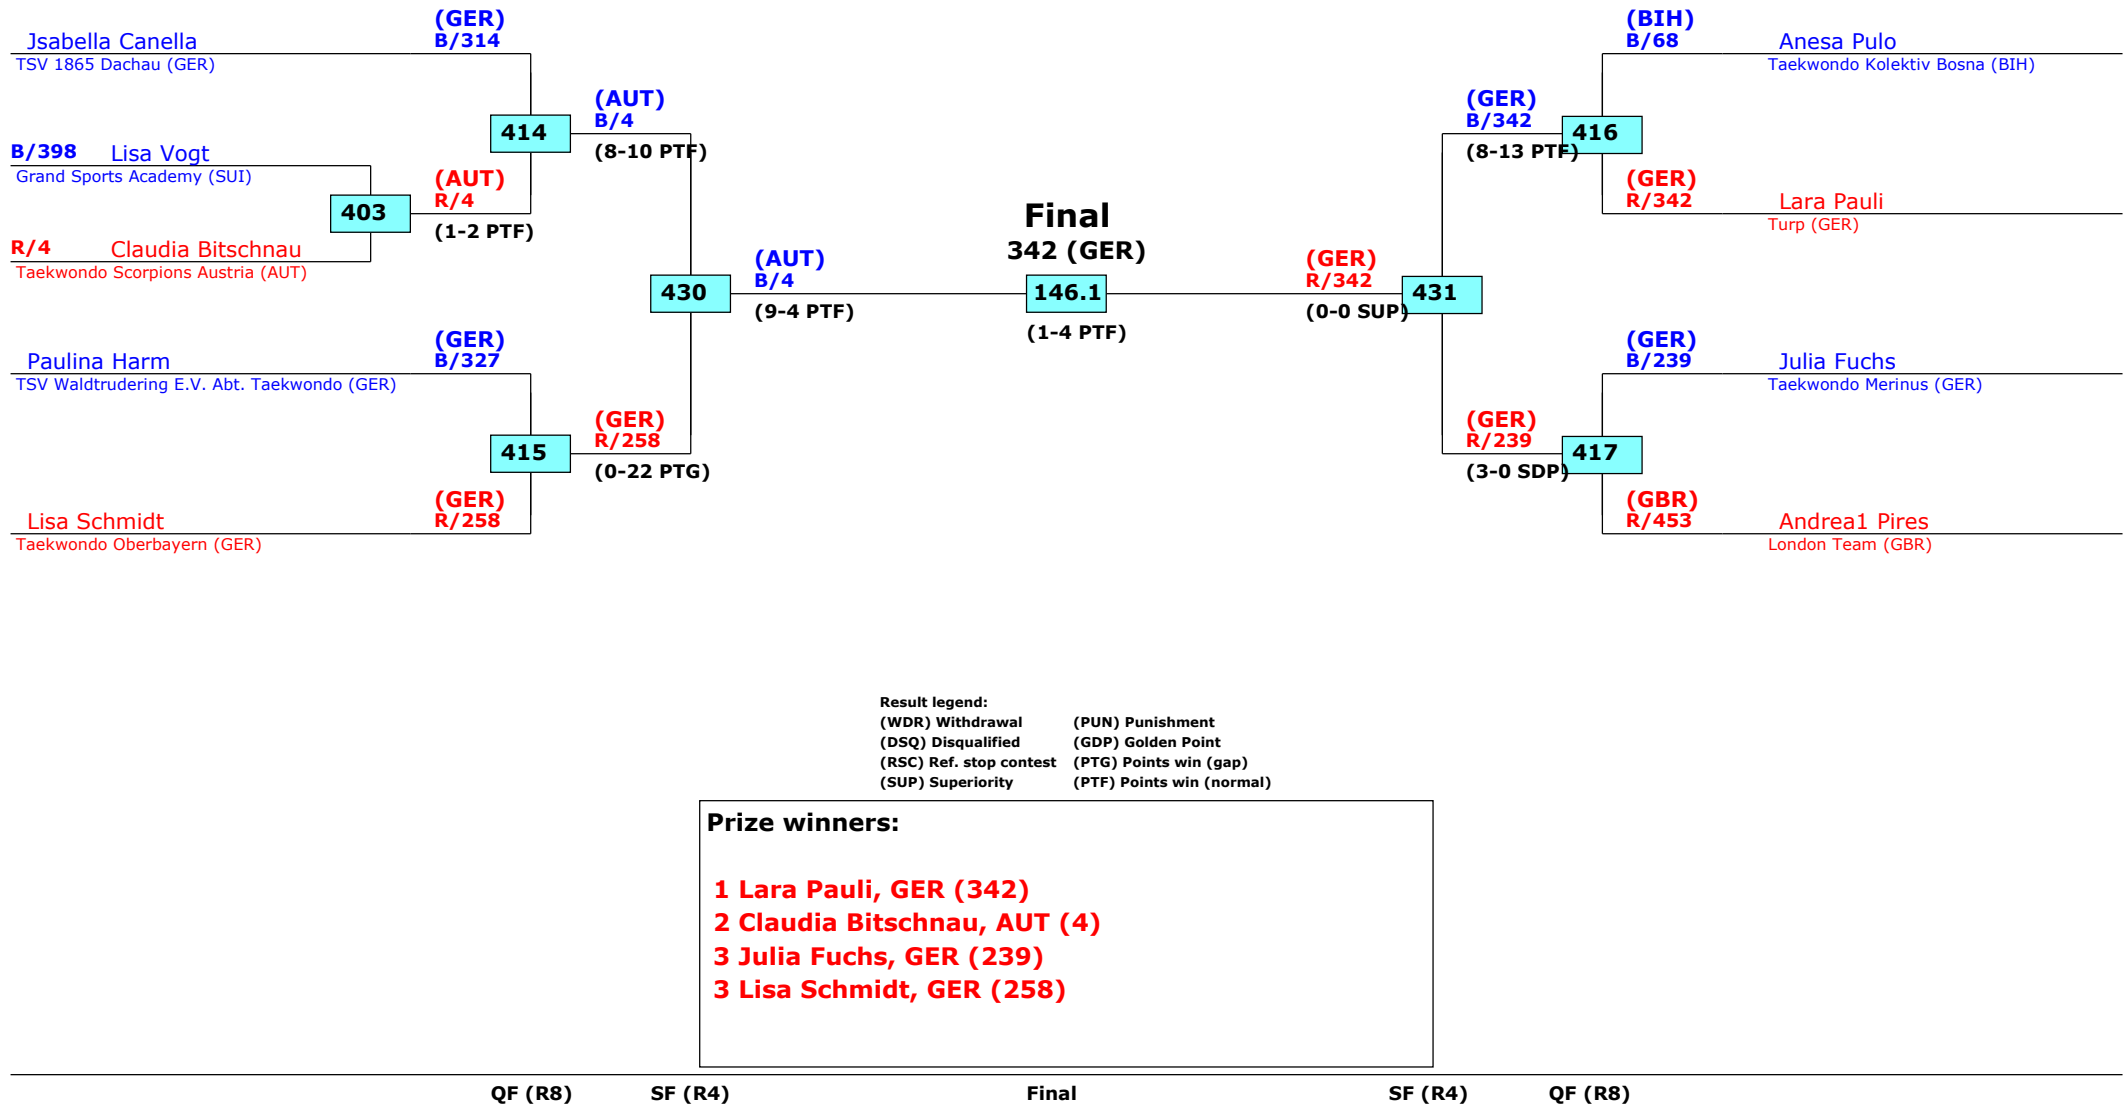 (GER)
Jsabella Canella
B/314
TSV 1865 Dachau (GER)
414
(AUT)
B/4
(8-10 PTF)
B/398 Lisa Vogt
Grand Sports Academy (SUI)
403
(AUT)
R/4
(1-2 PTF)
R/4 Claudia Bitschnau
Taekwondo Scorpions Austria (AUT)
430
(AUT)
B/4
(9-4 PTF)
(GER)
Paulina Harm
B/327
TSV Waldtrudering E.V. Abt. Taekwondo (GER)
415
(GER)
R/258
(0-22 PTG)
(GER)
Lisa Schmidt
R/258
Taekwondo Oberbayern (GER)
Final
342 (GER)
146.1
(1-4 PTF)
(BIH)
B/68
Anesa Pulo
Taekwondo Kolektiv Bosna (BIH)
(GER)
B/342
416
(8-13 PTF)
(GER)
R/342
Lara Pauli
Turp (GER)
(GER)
R/342
431
(0-0 SUP)
(GER)
B/239
Julia Fuchs
Taekwondo Merinus (GER)
(GER)
R/239
417
(3-0 SDP)
(GBR)
R/453
Andrea1 Pires
London Team (GBR)
Result legend:
(WDR) Withdrawal (PUN) Punishment
(DSQ) Disqualified (GDP) Golden Point
(RSC) Ref. stop contest (PTG) Points win (gap)
(SUP) Superiority (PTF) Points win (normal)
Prize winners:
1 Lara Pauli, GER (342)
2 Claudia Bitschnau, AUT (4)
3 Julia Fuchs, GER (239)
3 Lisa Schmidt, GER (258)
QF (R8) SF (R4) Final SF (R4) QF (R8)